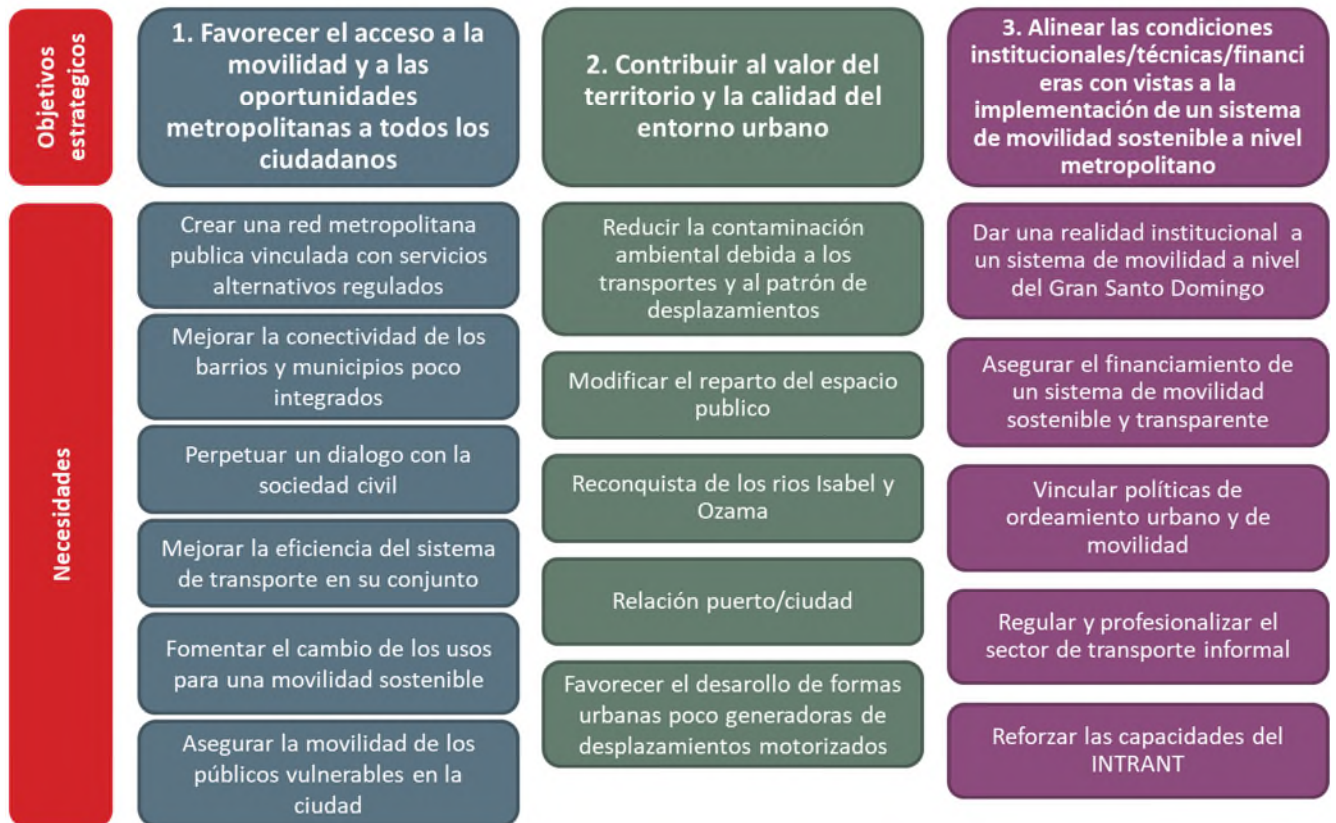 Objetivos
estrategicos
1. Favorecer el acceso a la
movilidad y a las
oportunidades
metropolitanas a todos los
ciudadanos
2. Contribuir al valor del
territorio y la calidad del
entorno urbano
3. Alinear las condiciones
institucionales/técnicas/financi
eras con vistas a la
implementación de un sistema
de movilidad sostenible a nivel
metropolitano
Necesidades
Crear una red metropolitana
publica vinculada con servicios
alternativos regulados
Mejorar la conectividad de los
barrios y municipios poco
integrados
Perpetuar un dialogo con la
sociedad civil
Mejorar la eficiencia del sistema
de transporte en su conjunto
Fomentar el cambio de los usos
para una movilidad sostenible
Asegurar la movilidad de los
públicos vulnerables en la
ciudad
Reducir la contaminación
ambiental debida a los
transportes y al patrón de
desplazamientos
Modificar el reparto del espacio
publico
Reconquista de los rios Isabel y
Ozama
Relación puerto/ciudad
Favorecer el desarollo de formas
urbanas poco generadoras de
desplazamientos motorizados
Dar una realidad institucional a
un sistema de movilidad a nivel
del Gran Santo Domingo
Asegurar el financiamiento de
un sistema de movilidad
sostenible y transparente
Vincular políticas de
ordeamiento urbano y de
movilidad
Regular y profesionalizar el
sector de transporte informal
Reforzar las capacidades del
INTRANT